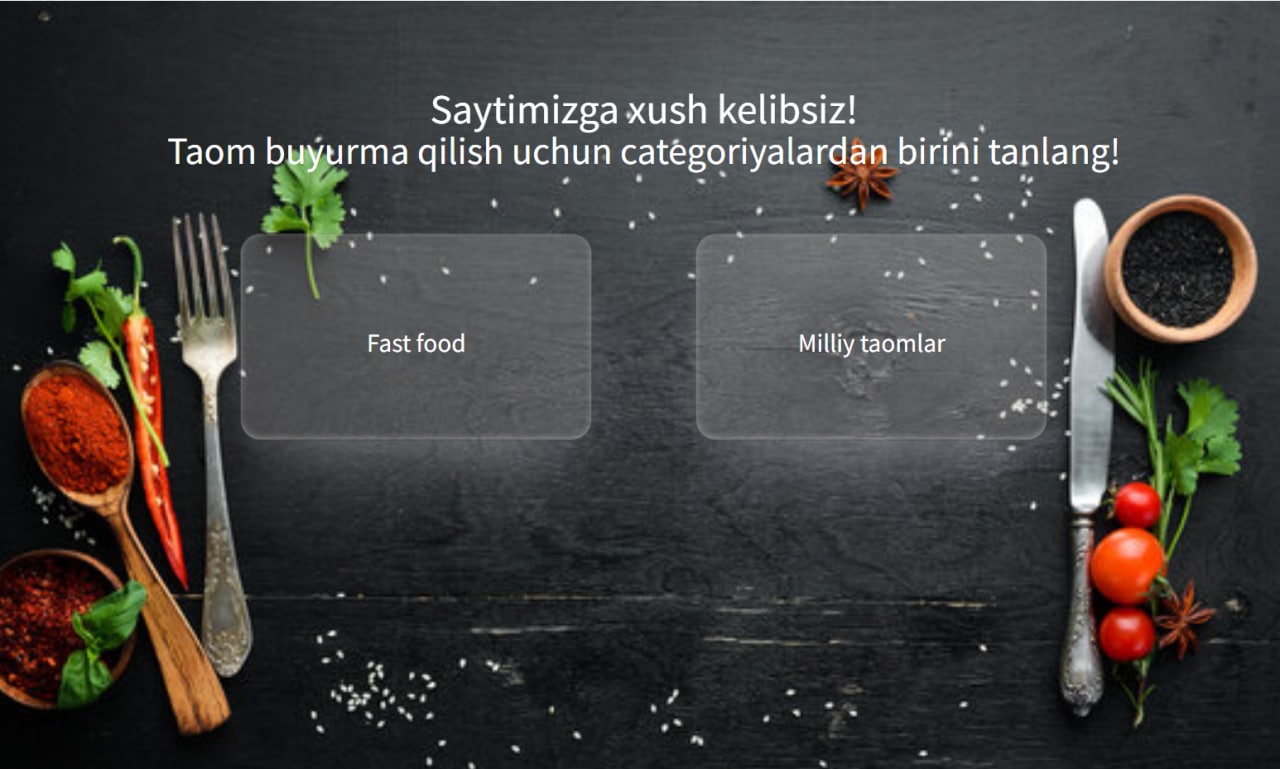 Saytimizga xush kelibsiz!
Taom buyurma qilish uchun categoriyalardan birini tanlang!
Fast food
Milliy taomlar